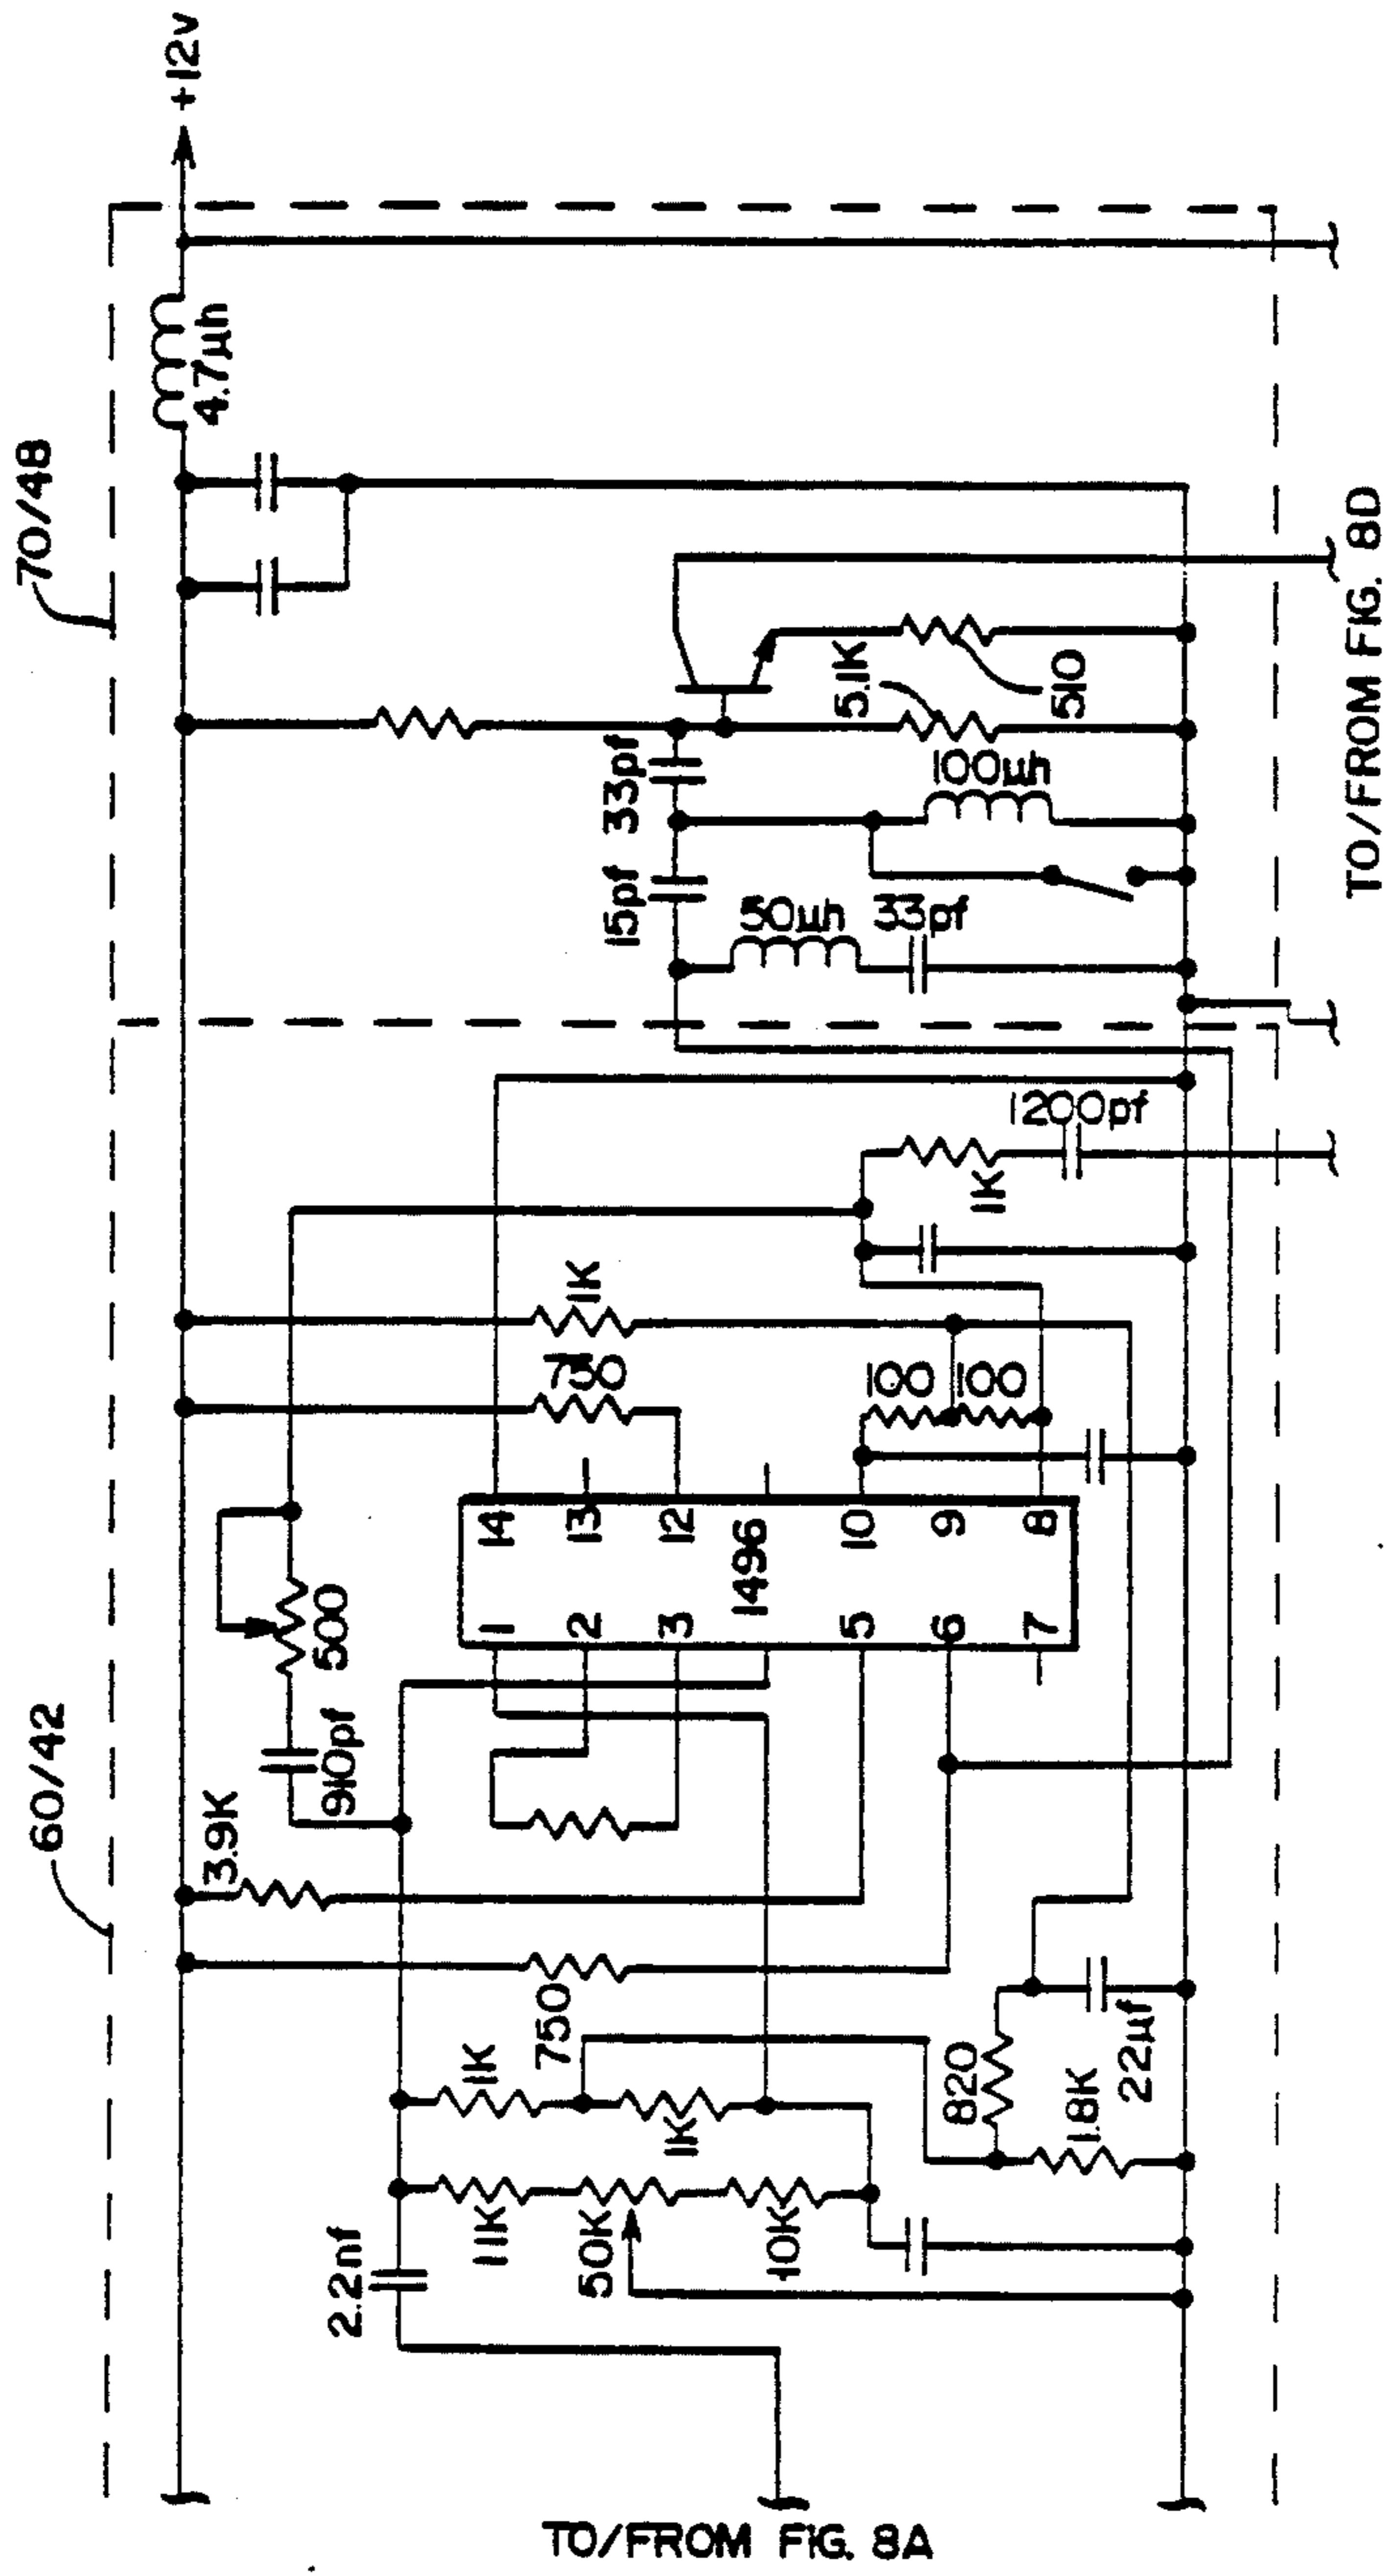 +12v
70/48
4.7µh
5.1K
510
33pf
15pf
100µh
50µh
33pf
TO/FROM FIG. 8D
1200pf
1K
1K
750
100
100
14
13
12
1496
10
9
8
1
2
3
5
6
7
500
910pf
60/42
3.9K
750
1K
1K
820
1.8K
22µf
11K
50K
10K
2.2nf
TO/FROM FIG. 8A